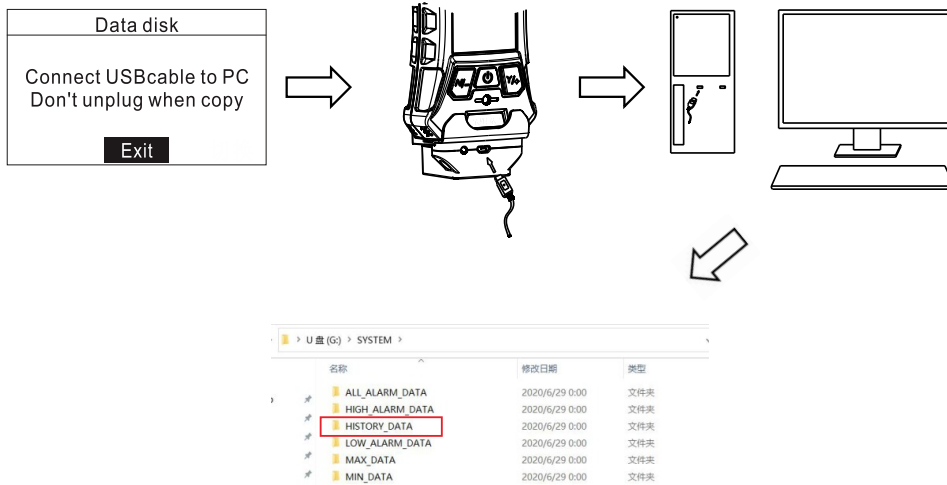 Data disk
Connect USBcable to PC
Don't unplug when copy
Exit
U 盘 (G:) > SYSTEM >
名称 修改日期 类型
ALL_ALARM_DATA 2020/6/29 0:00 文件夹
HIGH_ALARM_DATA 2020/6/29 0:00 文件夹
HISTORY_DATA 2020/6/29 0:00 文件夹
LOW_ALARM_DATA 2020/6/29 0:00 文件夹
MAX_DATA 2020/6/29 0:00 文件夹
MIN_DATA 2020/6/29 0:00 文件夹